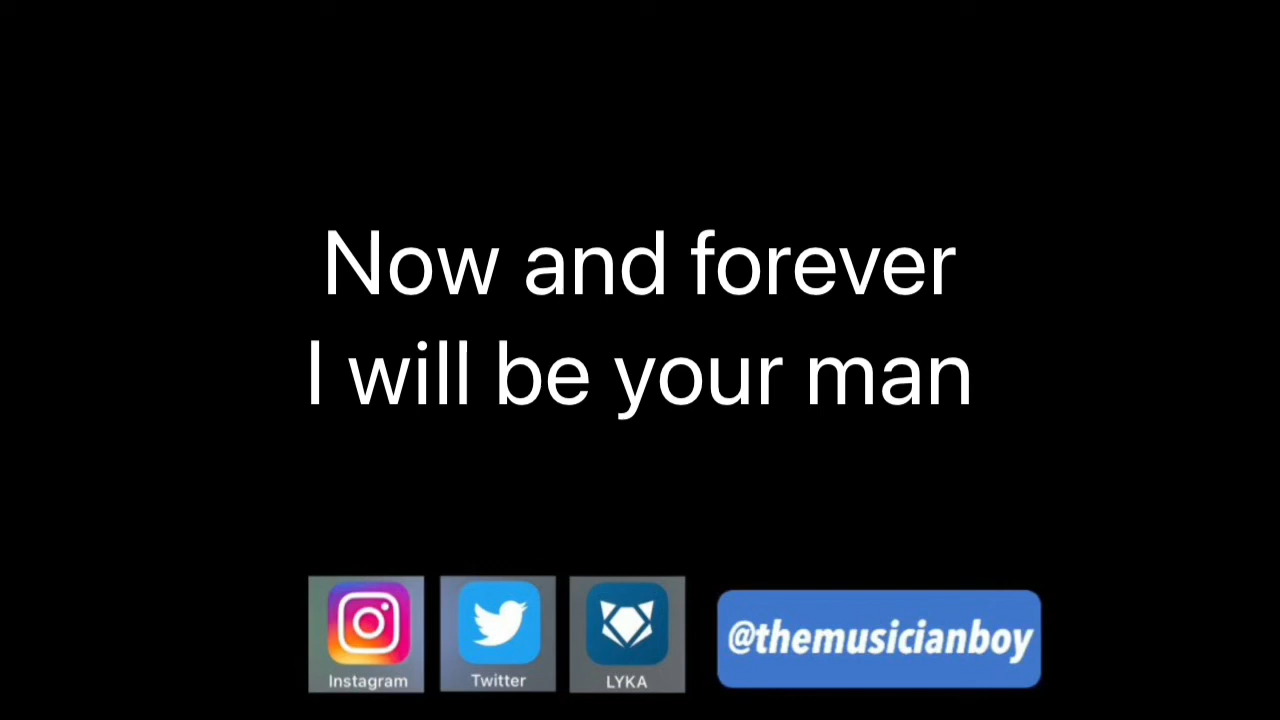 Now and forever
I will be your man
Instagram
Twitter
LYKA
@themusicianboy